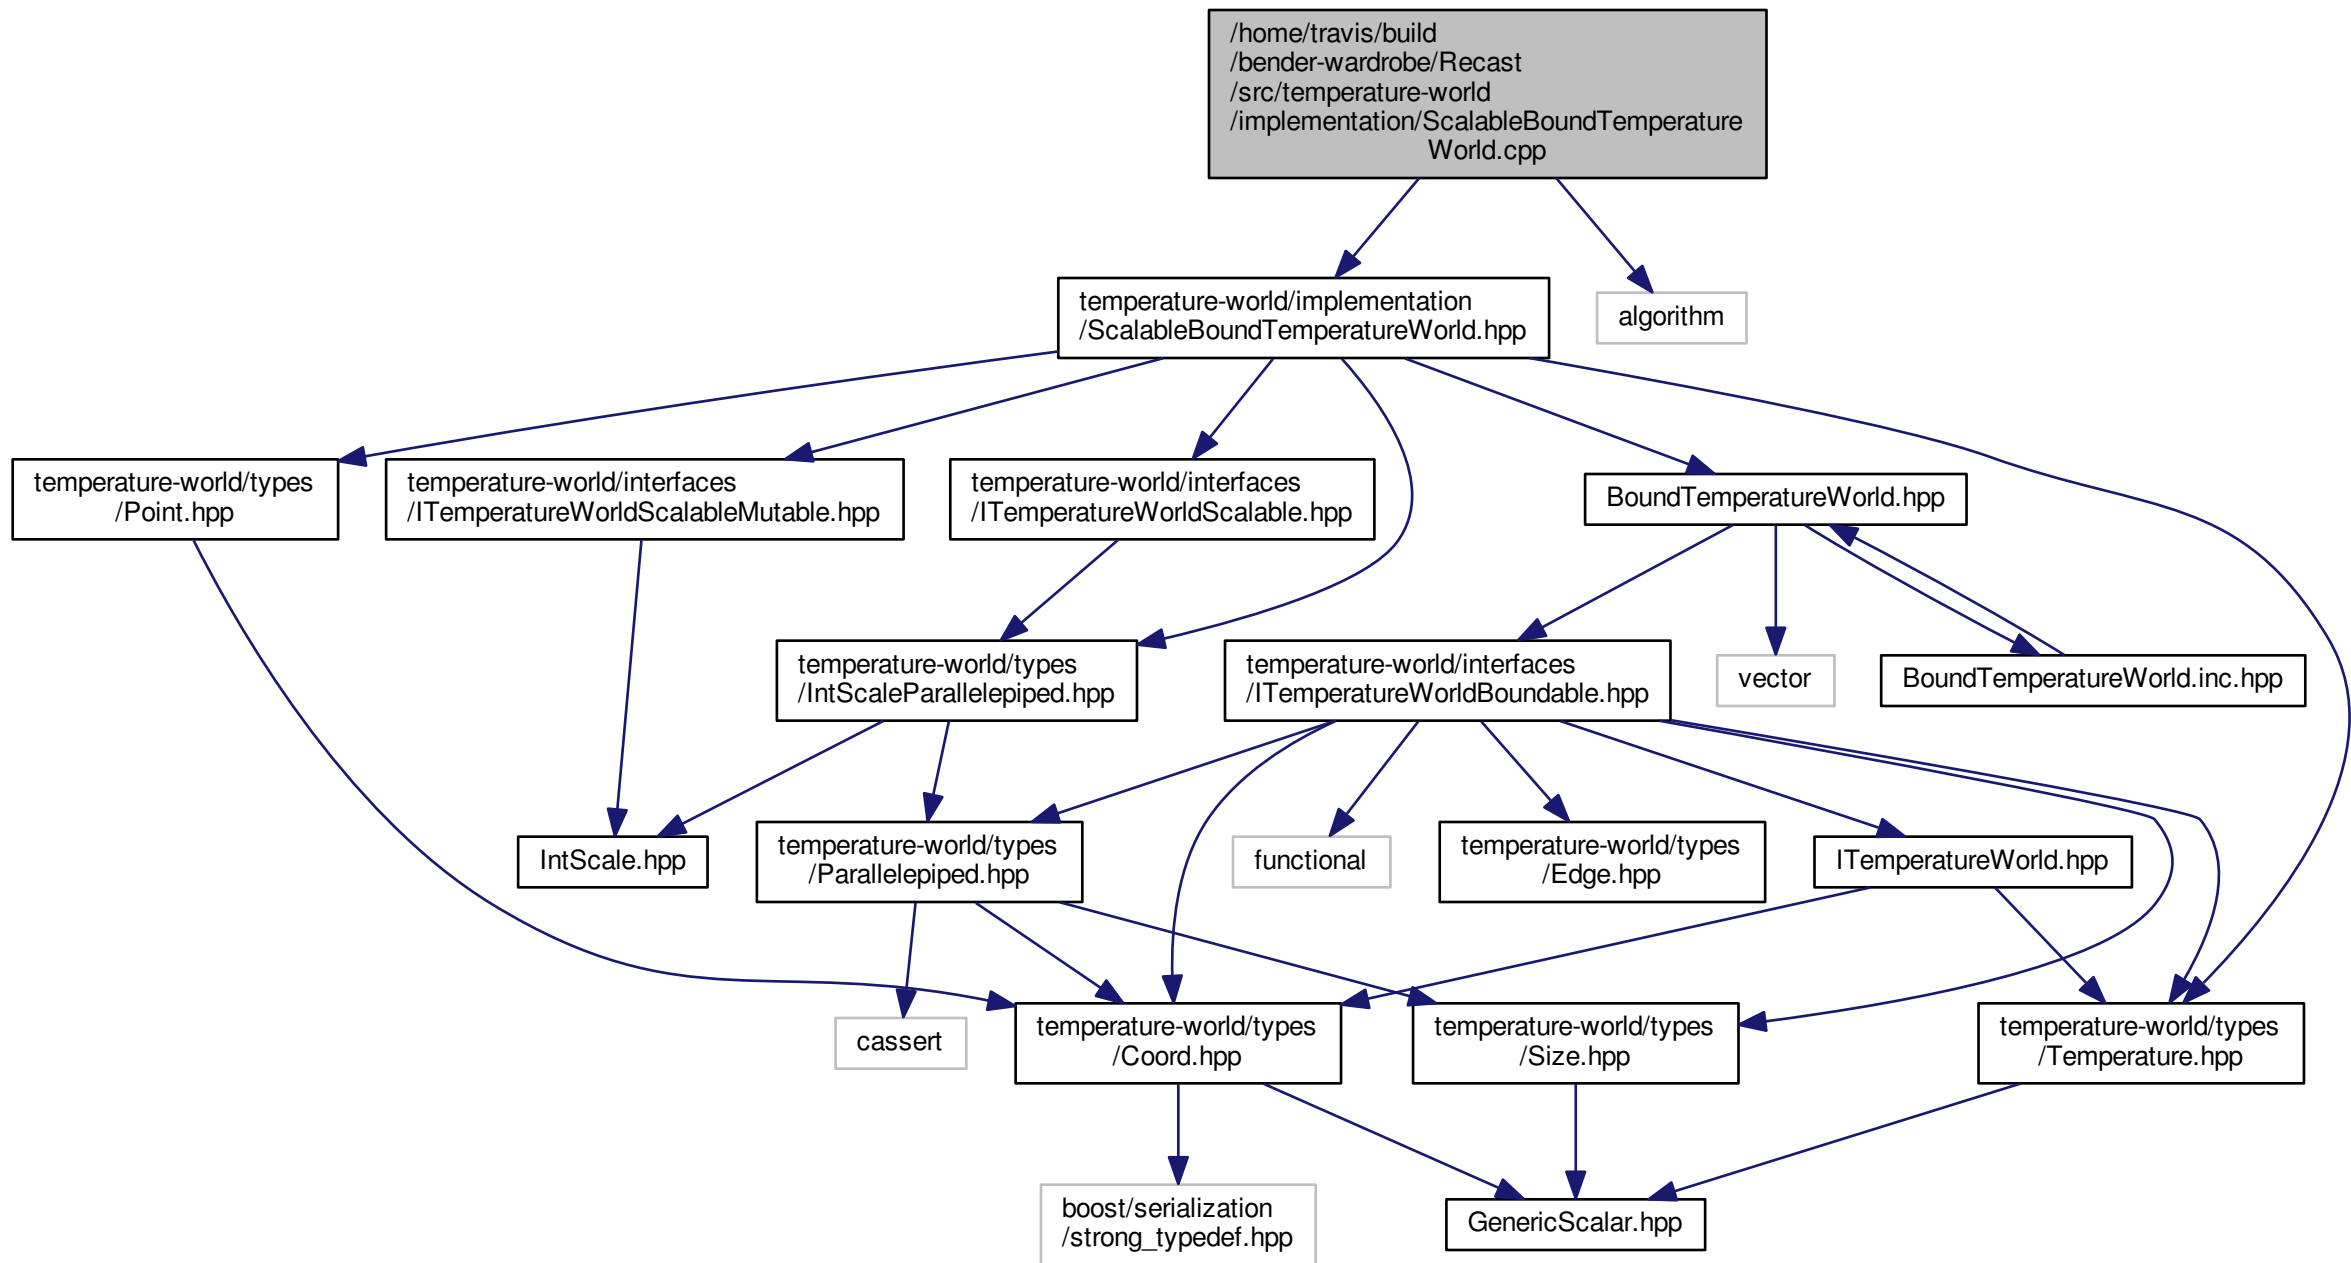 /home/travis/build
/bender-wardrobe/Recast
/src/temperature-world
/implementation/ScalableBoundTemperature
World.cpp
temperature-world/implementation
/ScalableBoundTemperatureWorld.hpp
algorithm
temperature-world/types
/Point.hpp
temperature-world/interfaces
/ITemperatureWorldScalableMutable.hpp
temperature-world/interfaces
/ITemperatureWorldScalable.hpp
BoundTemperatureWorld.hpp
temperature-world/types
/IntScaleParallelepiped.hpp
temperature-world/interfaces
/ITemperatureWorldBoundable.hpp
vector
BoundTemperatureWorld.inc.hpp
IntScale.hpp
temperature-world/types
/Parallelepiped.hpp
functional
temperature-world/types
/Edge.hpp
ITemperatureWorld.hpp
cassert
temperature-world/types
/Coord.hpp
temperature-world/types
/Size.hpp
temperature-world/types
/Temperature.hpp
boost/serialization
/strong_typedef.hpp
GenericScalar.hpp